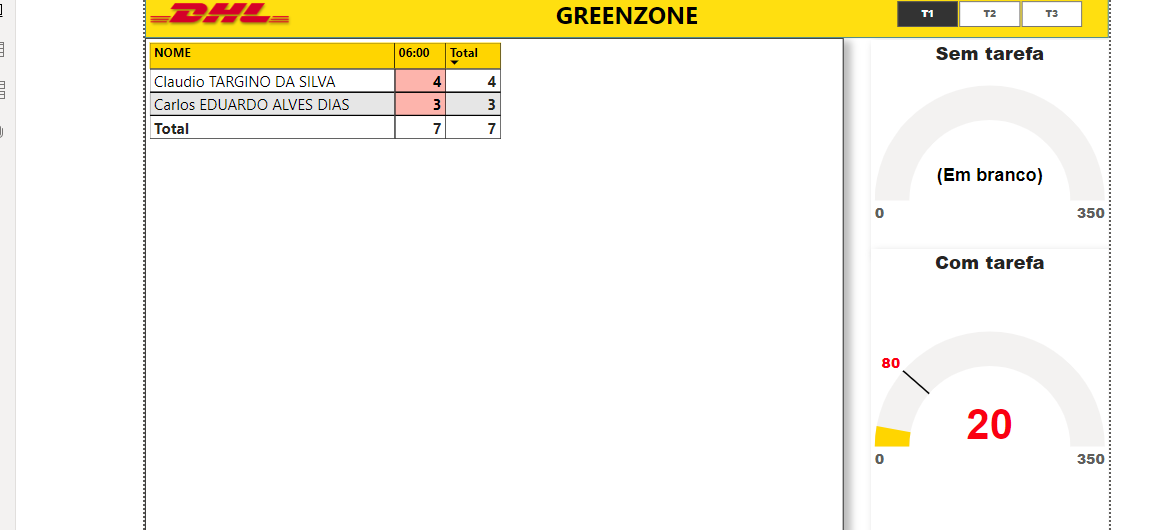 DHL GREENZONE T1 T2 T3
NOME 06:00 Total
Claudio TARGINO DA SILVA 4 4
Carlos EDUARDO ALVES DIAS 3 3
Total 7 7
Sem tarefa
(Em branco)
0 350
Com tarefa
80
20
0 350